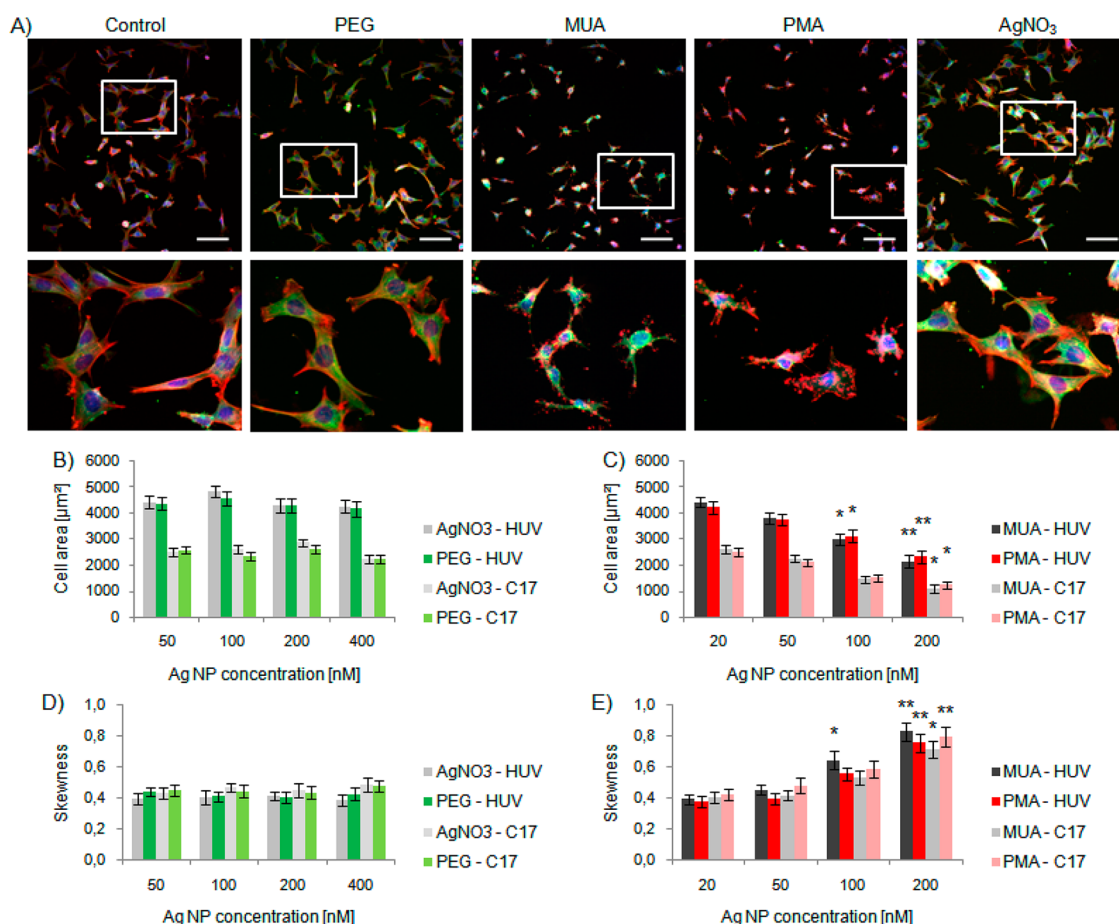 A)
Control
PEG
MUA
PMA
AgNO₃
B)
Cell area [µm²]
6000
5000
4000
3000
2000
1000
0
50
100
200
400
Ag NP concentration [nM]
AgNO3 - HUV
PEG - HUV
AgNO3 - C17
PEG - C17
C)
Cell area [µm²]
6000
5000
4000
3000
2000
1000
0
* *
** ** * *
20
50
100
200
Ag NP concentration [nM]
MUA - HUV
PMA - HUV
MUA - C17
PMA - C17
D)
Skewness
1,0
0,8
0,6
0,4
0,2
0,0
50
100
200
400
Ag NP concentration [nM]
AgNO3 - HUV
PEG - HUV
AgNO3 - C17
PEG - C17
E)
Skewness
1,0
0,8
0,6
0,4
0,2
0,0
*
** ** * **
20
50
100
200
Ag NP concentration [nM]
MUA - HUV
PMA - HUV
MUA - C17
PMA - C17